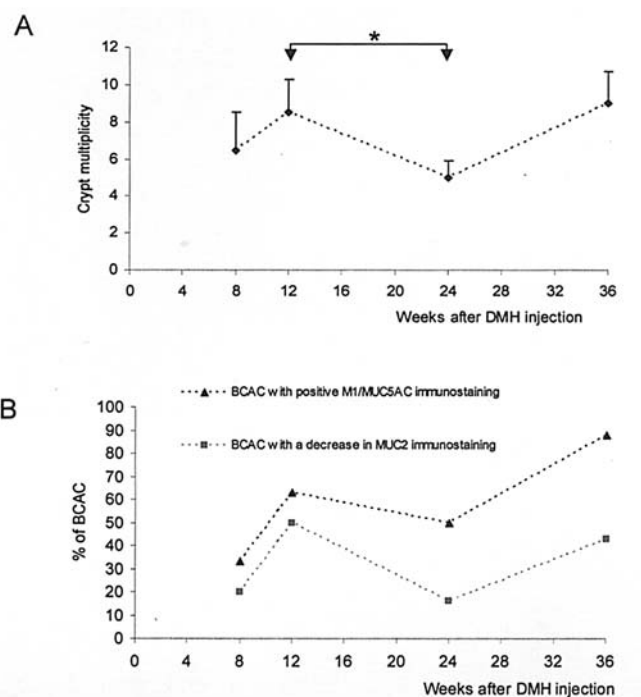 A
*
12
10
8
6
4
2
0
Crypt multiplicity
0 4 8 12 16 20 24 28 32 36
Weeks after DMH injection
B
BCAC with positive M1/MUC5AC immunostaining
BCAC with a decrease in MUC2 immunostaining
100
90
80
70
60
50
40
30
20
10
0
% of BCAC
0 4 8 12 16 20 24 28 32 36
Weeks after DMH injection